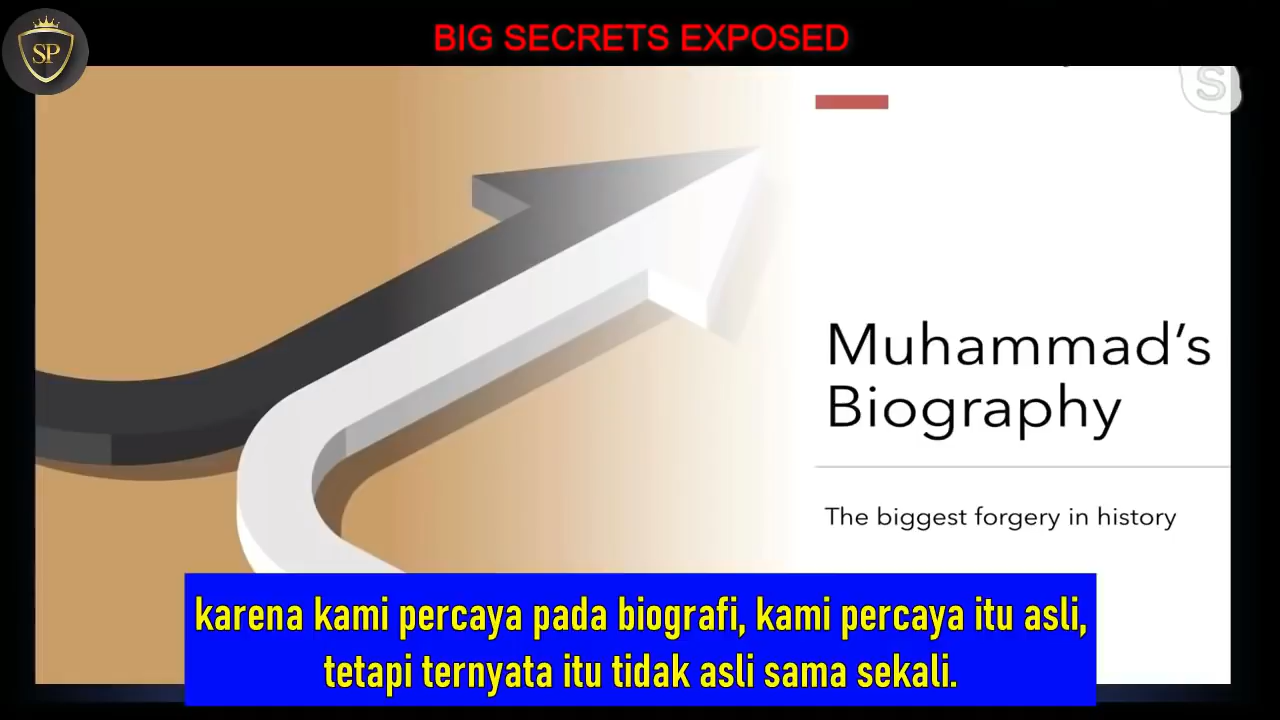 BIG SECRETS EXPOSED
SP
S
Muhammad's
Biography
The biggest forgery in history
karena kami percaya pada biografi, kami percaya itu asli,
tetapi ternyata itu tidak asli sama sekali.